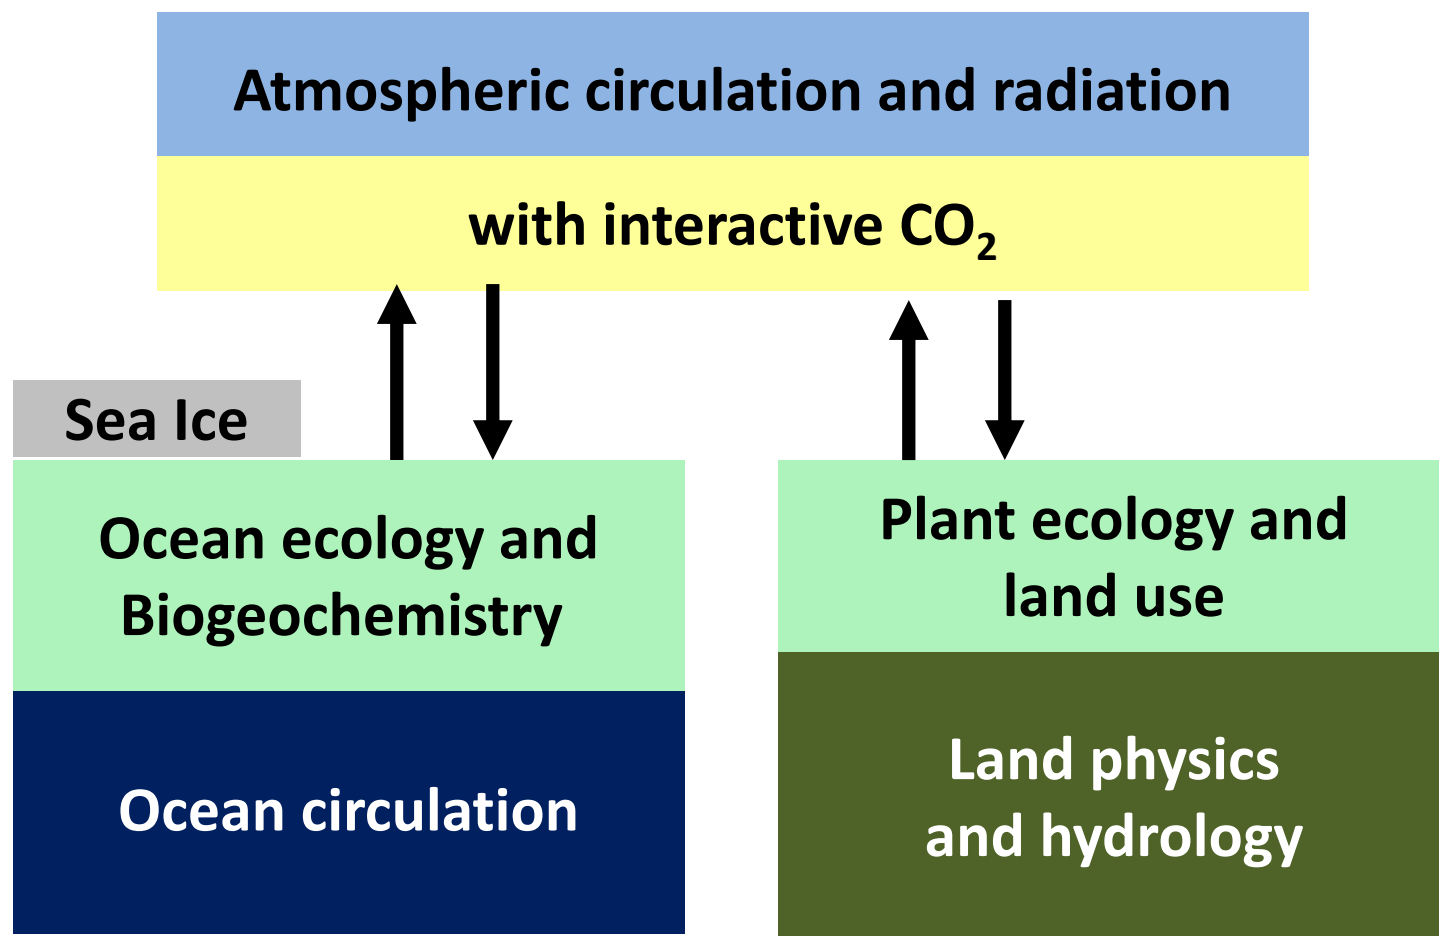 Atmospheric circulation and radiation
with interactive CO₂
Sea Ice
Ocean ecology and
Biogeochemistry
Ocean circulation
Plant ecology and
land use
Land physics
and hydrology